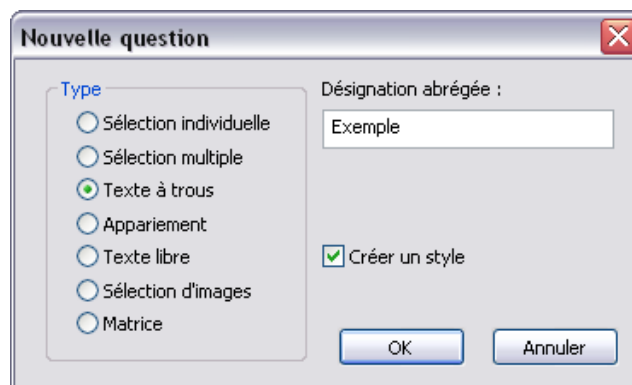 Nouvelle question
Type
Sélection individuelle
Sélection multiple
Texte à trous
Appariement
Texte libre
Sélection d'images
Matrice
Désignation abrégée :
Exemple
Créer un style
OK
Annuler